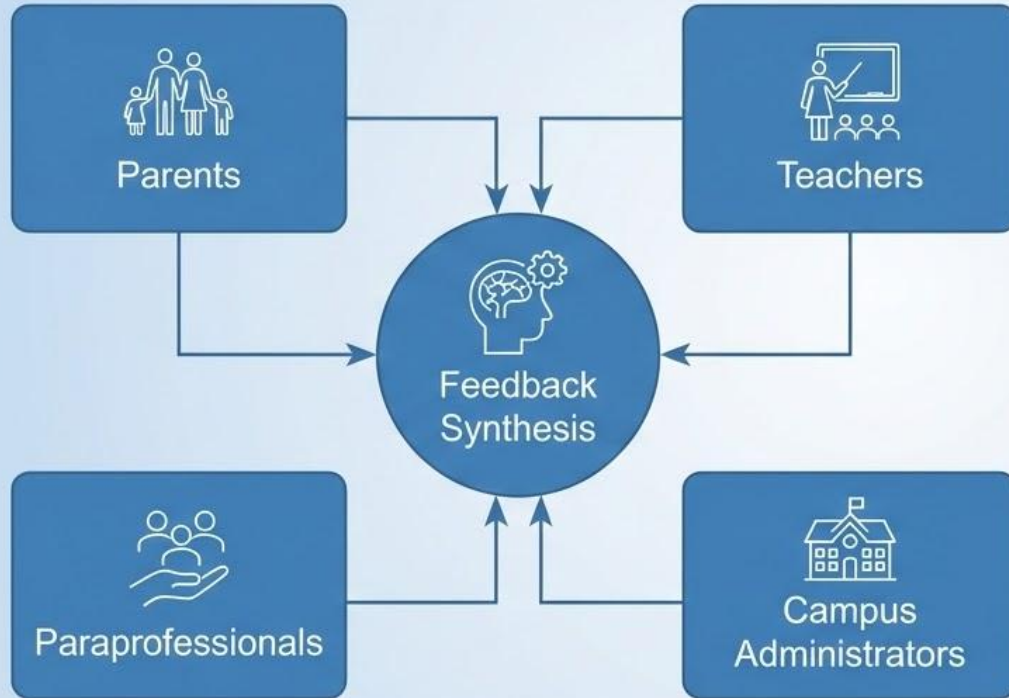 Parents
Teachers
Feedback
Synthesis
Paraprofessionals
Campus
Administrators